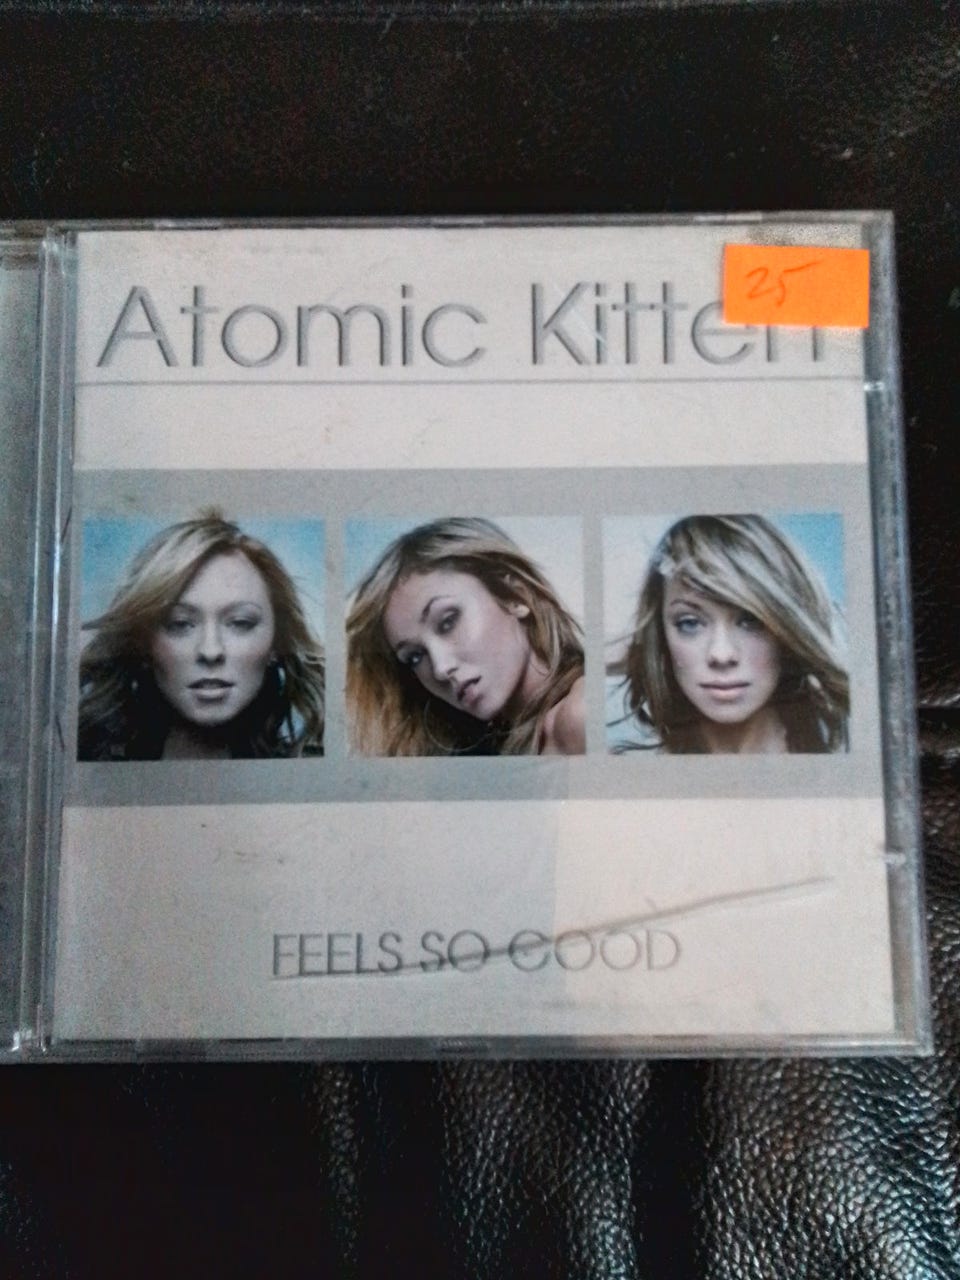 Atomic Kitten
25
FEELS SO GOOD